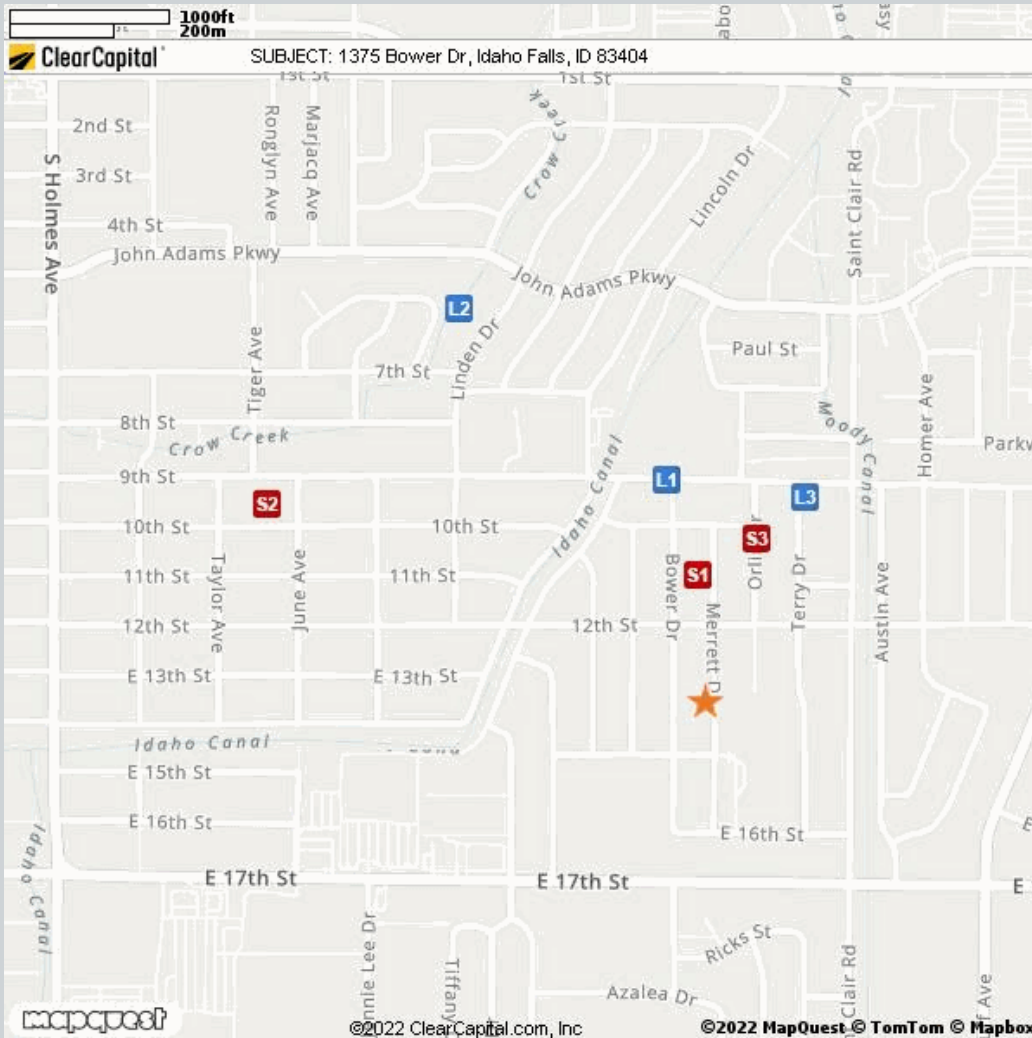 1000ft
200m
ClearCapital
SUBJECT: 1375 Bower Dr, Idaho Falls, ID 83404
1st St
1st St
2nd St
3rd St
4th St
S Holmes Ave
Ronglyn Ave
Marjacq Ave
Crow Creek
Lincoln Dr
Saint Clair Rd
John Adams Pkwy
John Adams Pkwy
L2
Linden Dr
Tiger Ave
7th St
Paul St
Homer Ave
Moody Canal
8th St
Crow Creek
Parkw
9th St
Idaho Canal
L1
L3
S2
10th St
10th St
S3
Orli
r
11th St
11th St
S1
Taylor Ave
June Ave
Bower Dr
Merrett D
Terry Dr
Austin Ave
12th St
12th St
E 13th St
E 13th St
Idaho Canal
E 15th St
E 16th St
E 16th St
Idaho Canal
E 17th St
E 17th St
E
Ricks St
nnie Lee Dr
Tiffany
Azalea Dr
Clair Rd
f Ave
mapquest
©2022 ClearCapital.com, Inc
©2022 MapQuest © TomTom © Mapbox